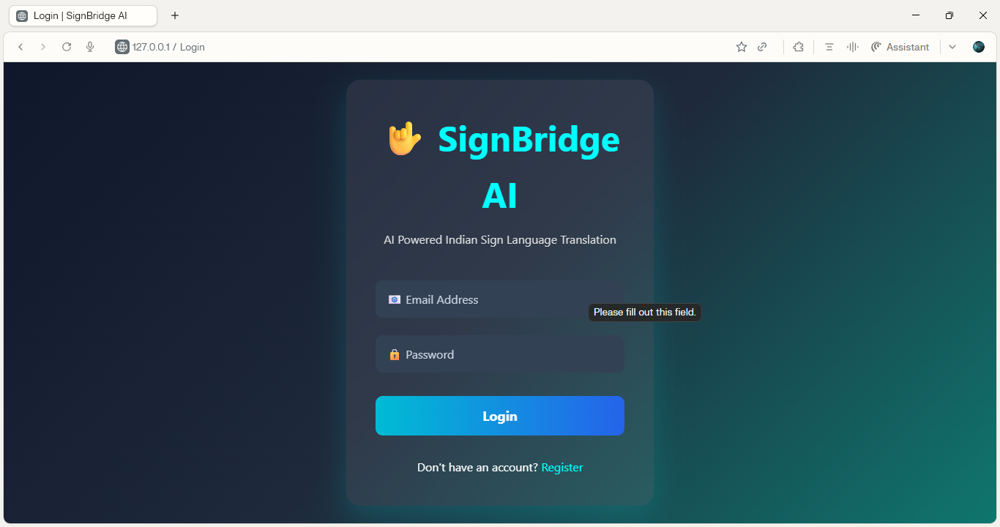 Login | SignBridge AI
127.0.0.1 / Login
Assistant
SignBridge
AI
AI Powered Indian Sign Language Translation
Email Address
Please fill out this field.
Password
Login
Don't have an account? Register